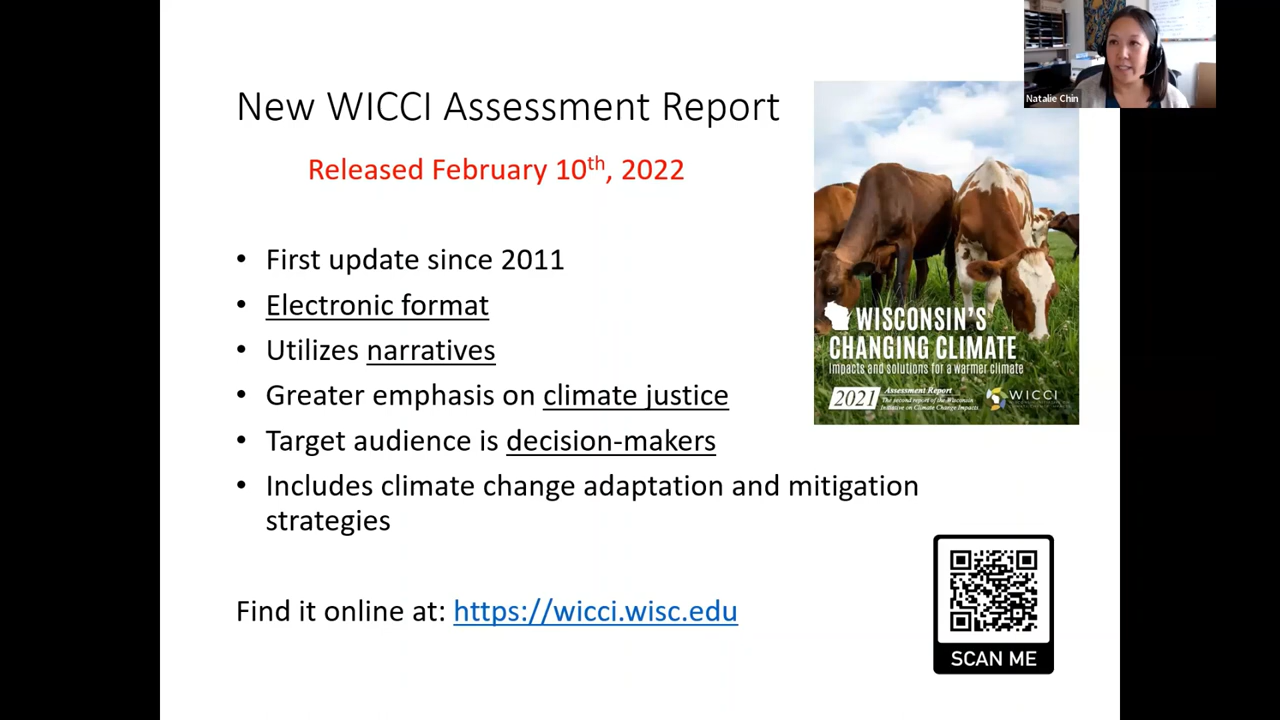 New WICCI Assessment Report
Released February 10th, 2022
• First update since 2011
• Electronic format
• Utilizes narratives
• Greater emphasis on climate justice
• Target audience is decision-makers
• Includes climate change adaptation and mitigation
strategies
Find it online at: https://wicci.wisc.edu
Natalie Chin
WISCONSIN'S
CHANGING CLIMATE
Impacts and solutions for a warmer climate
2021
Assessment Report
The second report of the Wisconsin
Initiative on Climate Change Impacts
WICCI
SCAN ME